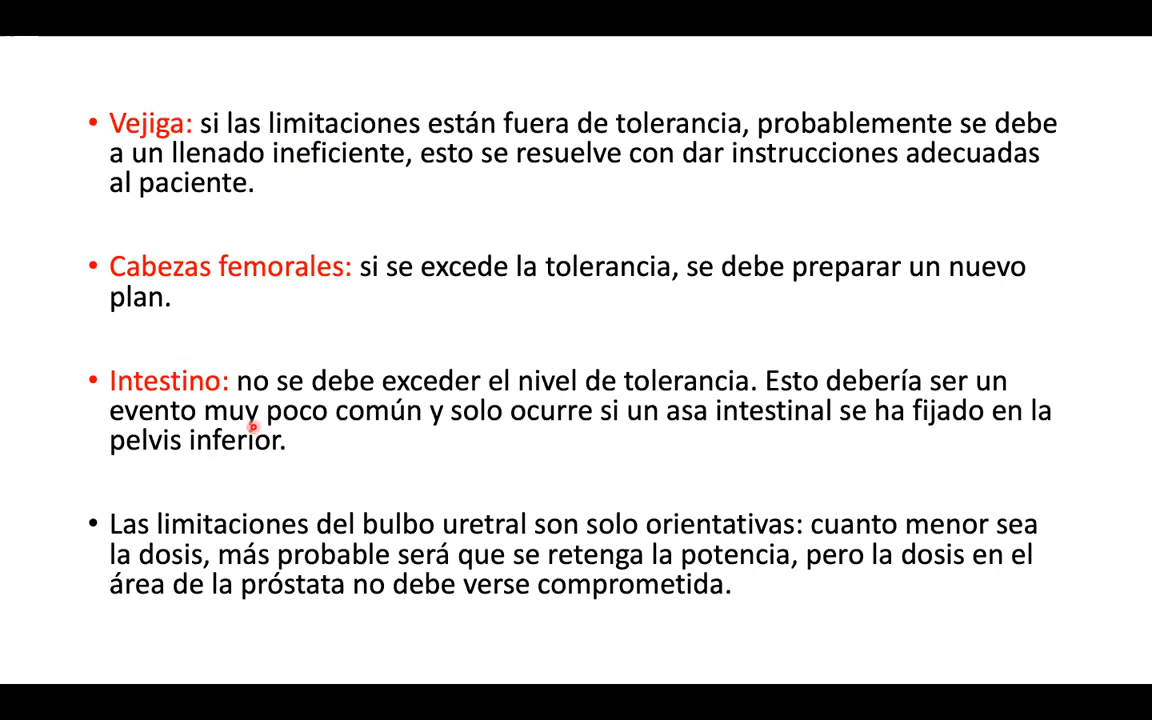 • Vejiga: si las limitaciones están fuera de tolerancia, probablemente se debe
a un llenado ineficiente, esto se resuelve con dar instrucciones adecuadas
al paciente.
• Cabezas femorales: si se excede la tolerancia, se debe preparar un nuevo
plan.
• Intestino: no se debe exceder el nivel de tolerancia. Esto debería ser un
evento muy poco común y solo ocurre si un asa intestinal se ha fijado en la
pelvis inferior.
• Las limitaciones del bulbo uretral son solo orientativas: cuanto menor sea
la dosis, más probable será que se retenga la potencia, pero la dosis en el
área de la próstata no debe verse comprometida.